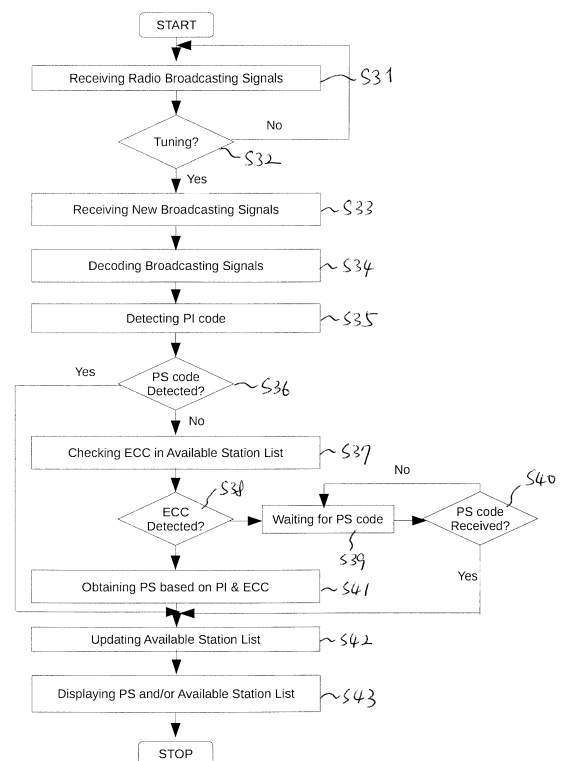 START
Receiving Radio Broadcasting Signals
S31
No
Tuning?
S32
Yes
Receiving New Broadcasting Signals
S33
Decoding Broadcasting Signals
S34
Detecting PI code
S35
Yes
PS code
Detected?
S36
No
Checking ECC in Available Station List
S37
No
S40
S38
ECC
Detected?
Waiting for PS code
S39
PS code
Received?
Yes
Obtaining PS based on PI & ECC
S41
Updating Available Station List
S42
Displaying PS and/or Available Station List
S43
STOP